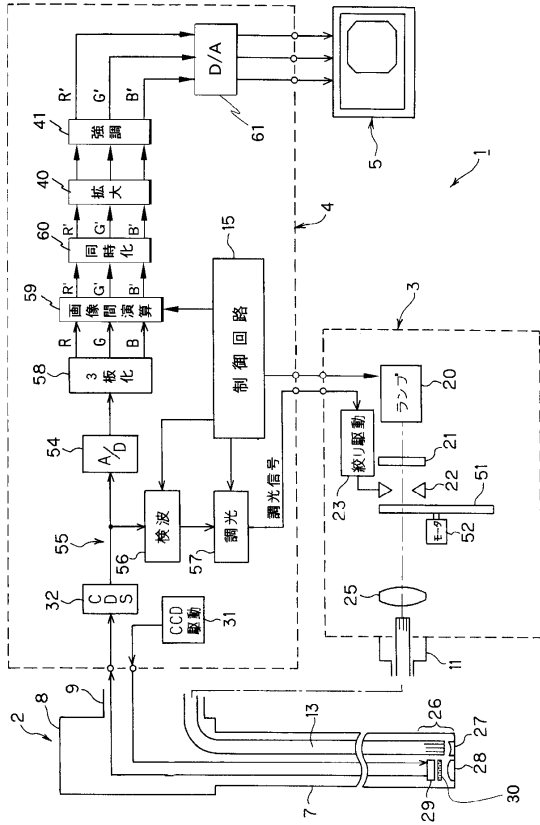 2
8
9
7
13
26
27
28
29
30
CDS
32
CCD
駆動
31
55
A/D
54
3
板化
58
R
G
B
画像間演算
59
R'
G'
B'
同時化
60
R'
G'
B'
拡大
40
強調
41
R'
G'
B'
D/A
61
5
検波
56
調光
57
調光信号
制御回路
15
4
1
3
ランプ
20
21
22
絞り駆動
23
51
モータ
52
25
11